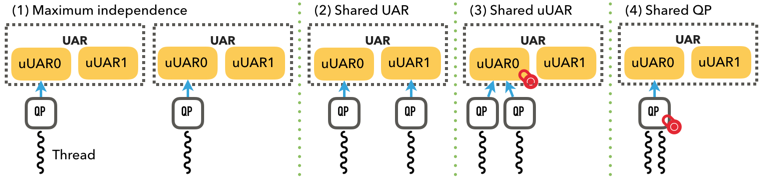 (1) Maximum independence
UAR
uUAR0 uUAR1
QP
Thread
UAR
uUAR0 uUAR1
QP
(2) Shared UAR
UAR
uUAR0 uUAR1
QP QP
(3) Shared uUAR
UAR
uUAR0 uUAR1
QP QP
(4) Shared QP
UAR
uUAR0 uUAR1
QP